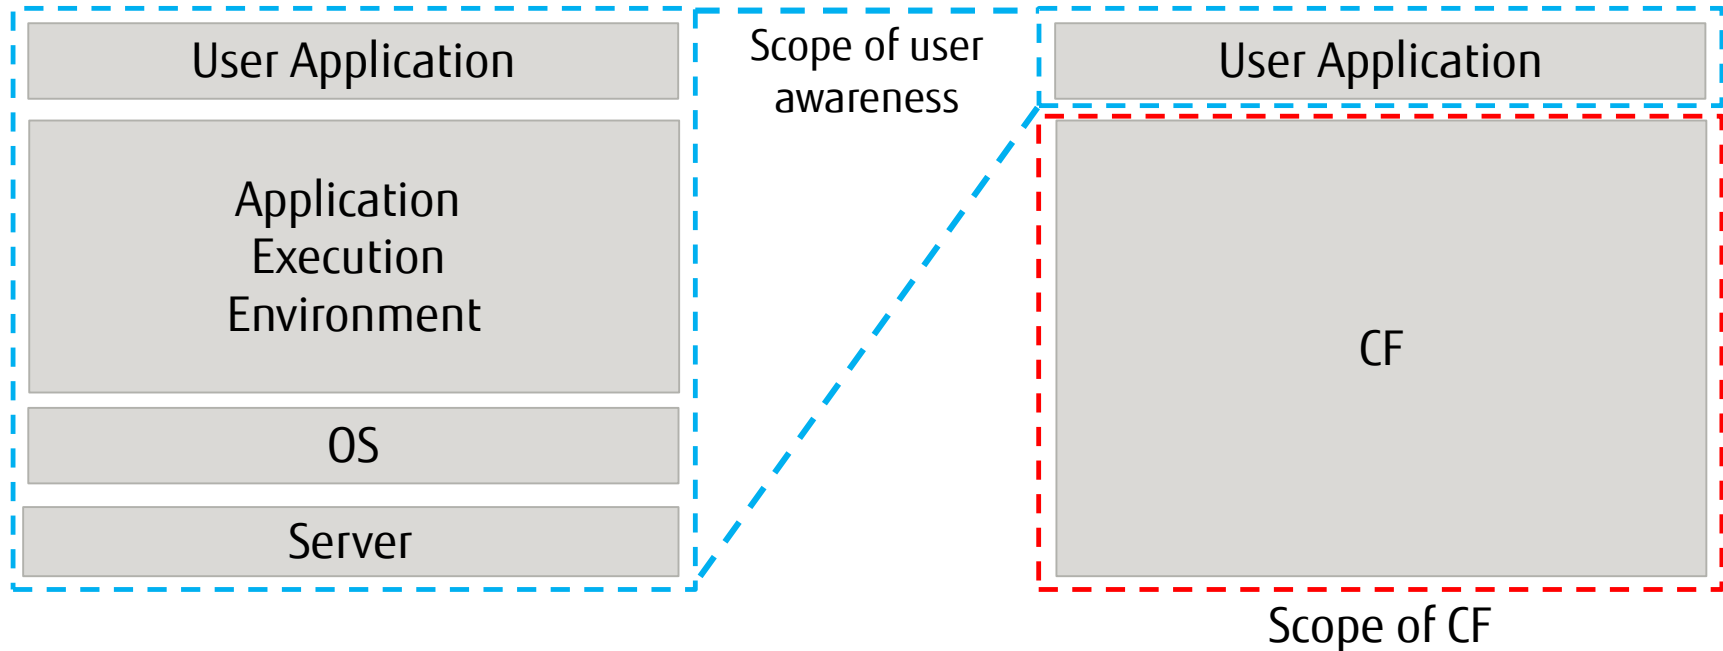 User Application
Application
Execution
Environment
OS
Server
Scope of user
awareness
User Application
CF
Scope of CF